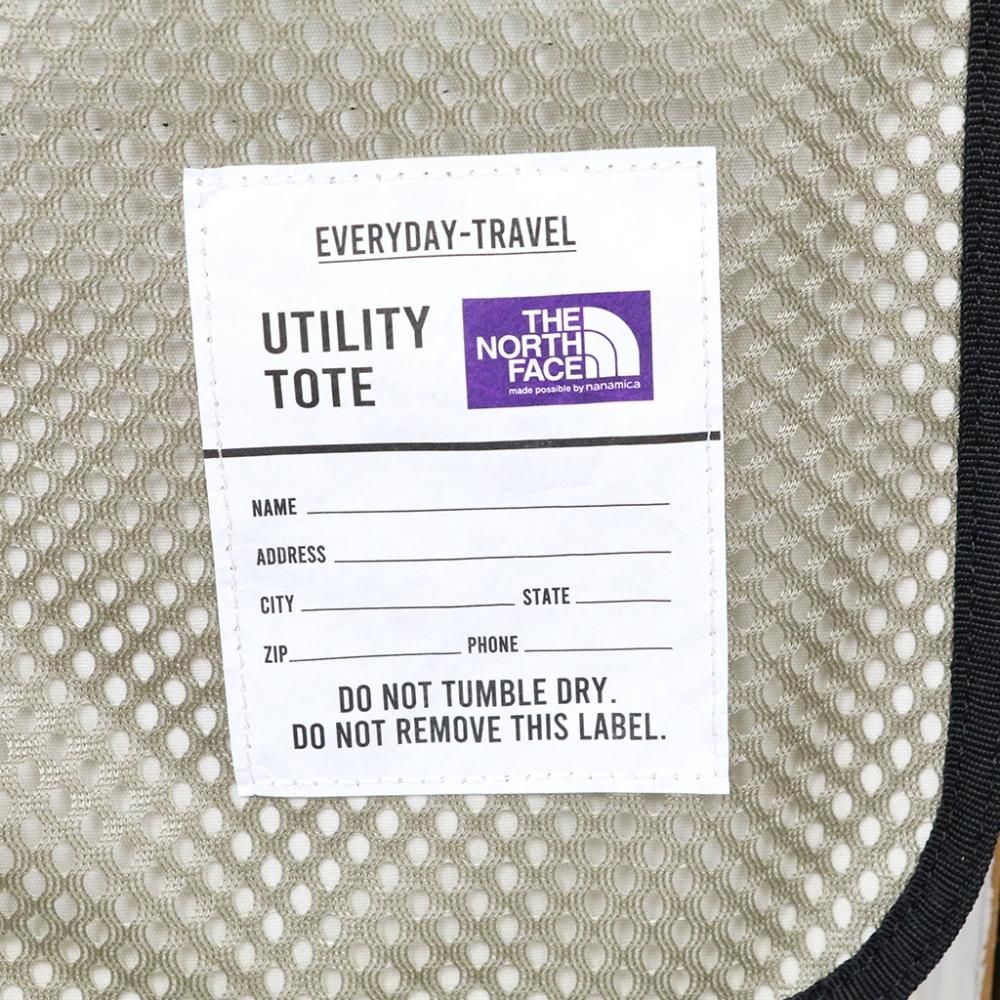 EVERYDAY-TRAVEL
UTILITY
TOTE
THE
NORTH
FACE
made possible by nanamica
NAME
ADDRESS
CITY STATE
ZIP PHONE
DO NOT TUMBLE DRY.
DO NOT REMOVE THIS LABEL.